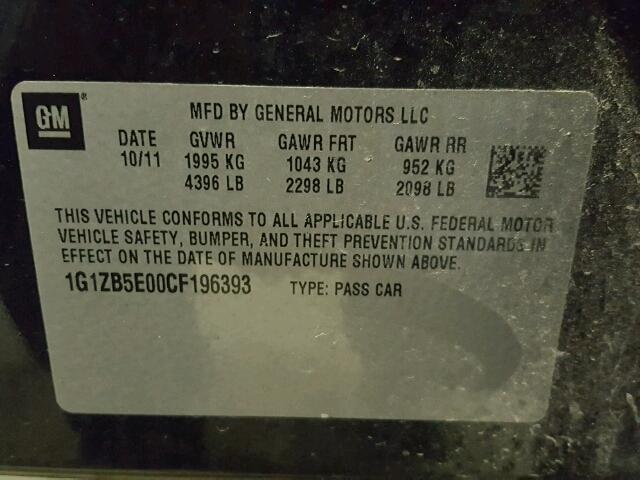 GM®
MFD BY GENERAL MOTORS LLC
DATE GVWR GAWR FRT GAWR RR
10/11 1995 KG 1043 KG 952 KG
4396 LB 2298 LB 2098 LB
THIS VEHICLE CONFORMS TO ALL APPLICABLE U.S. FEDERAL MOTOR
VEHICLE SAFETY, BUMPER, AND THEFT PREVENTION STANDARDS IN
EFFECT ON THE DATE OF MANUFACTURE SHOWN ABOVE.
1G1ZB5E00CF196393 TYPE: PASS CAR